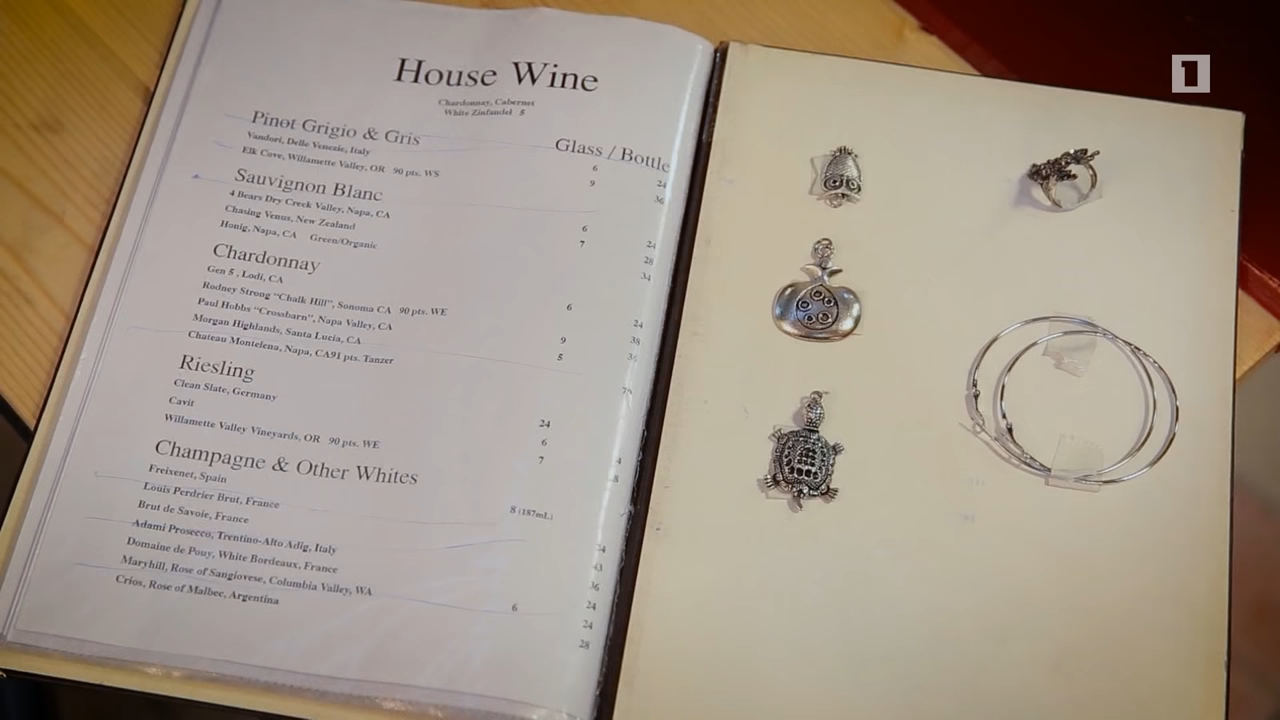 House Wine
Chardonnay, Cabernet
White Zinfandel 5
Glass / Bottle
Pinot Grigio & Gris
Vandori, Delle Venezie, Italy 6 24
Elk Cove, Willamette Valley, OR 90 pts. WS 9 36
Sauvignon Blanc
4 Bears Dry Creek Valley, Napa, CA 6 24
Chasing Venus, New Zealand 7 28
Honig, Napa, CA Green/Organic 34
Chardonnay
Gen 5 , Lodi, CA 6 24
Rodney Strong "Chalk Hill", Sonoma CA 90 pts. WE 9 38
Paul Hobbs "Crossbarn", Napa Valley, CA
Morgan Highlands, Santa Lucia, CA
Chateau Montelena, Napa, CA91 pts. Tanzer
Riesling
Clean Slate, Germany
Cavit
Willamette Valley Vineyards, OR 90 pts. WE
Champagne & Other Whites
Freixenet, Spain 8 (187mL)
Louis Perdrier Brut, France
Brut de Savoie, France
Adami Prosecco, Trentino-Alto Adig, Italy 36
Domaine de Pouy, White Bordeaux, France 6 24
Maryhill, Rose of Sangiovese, Columbia Valley, WA 24
Crios, Rose of Malbec, Argentina 28
1